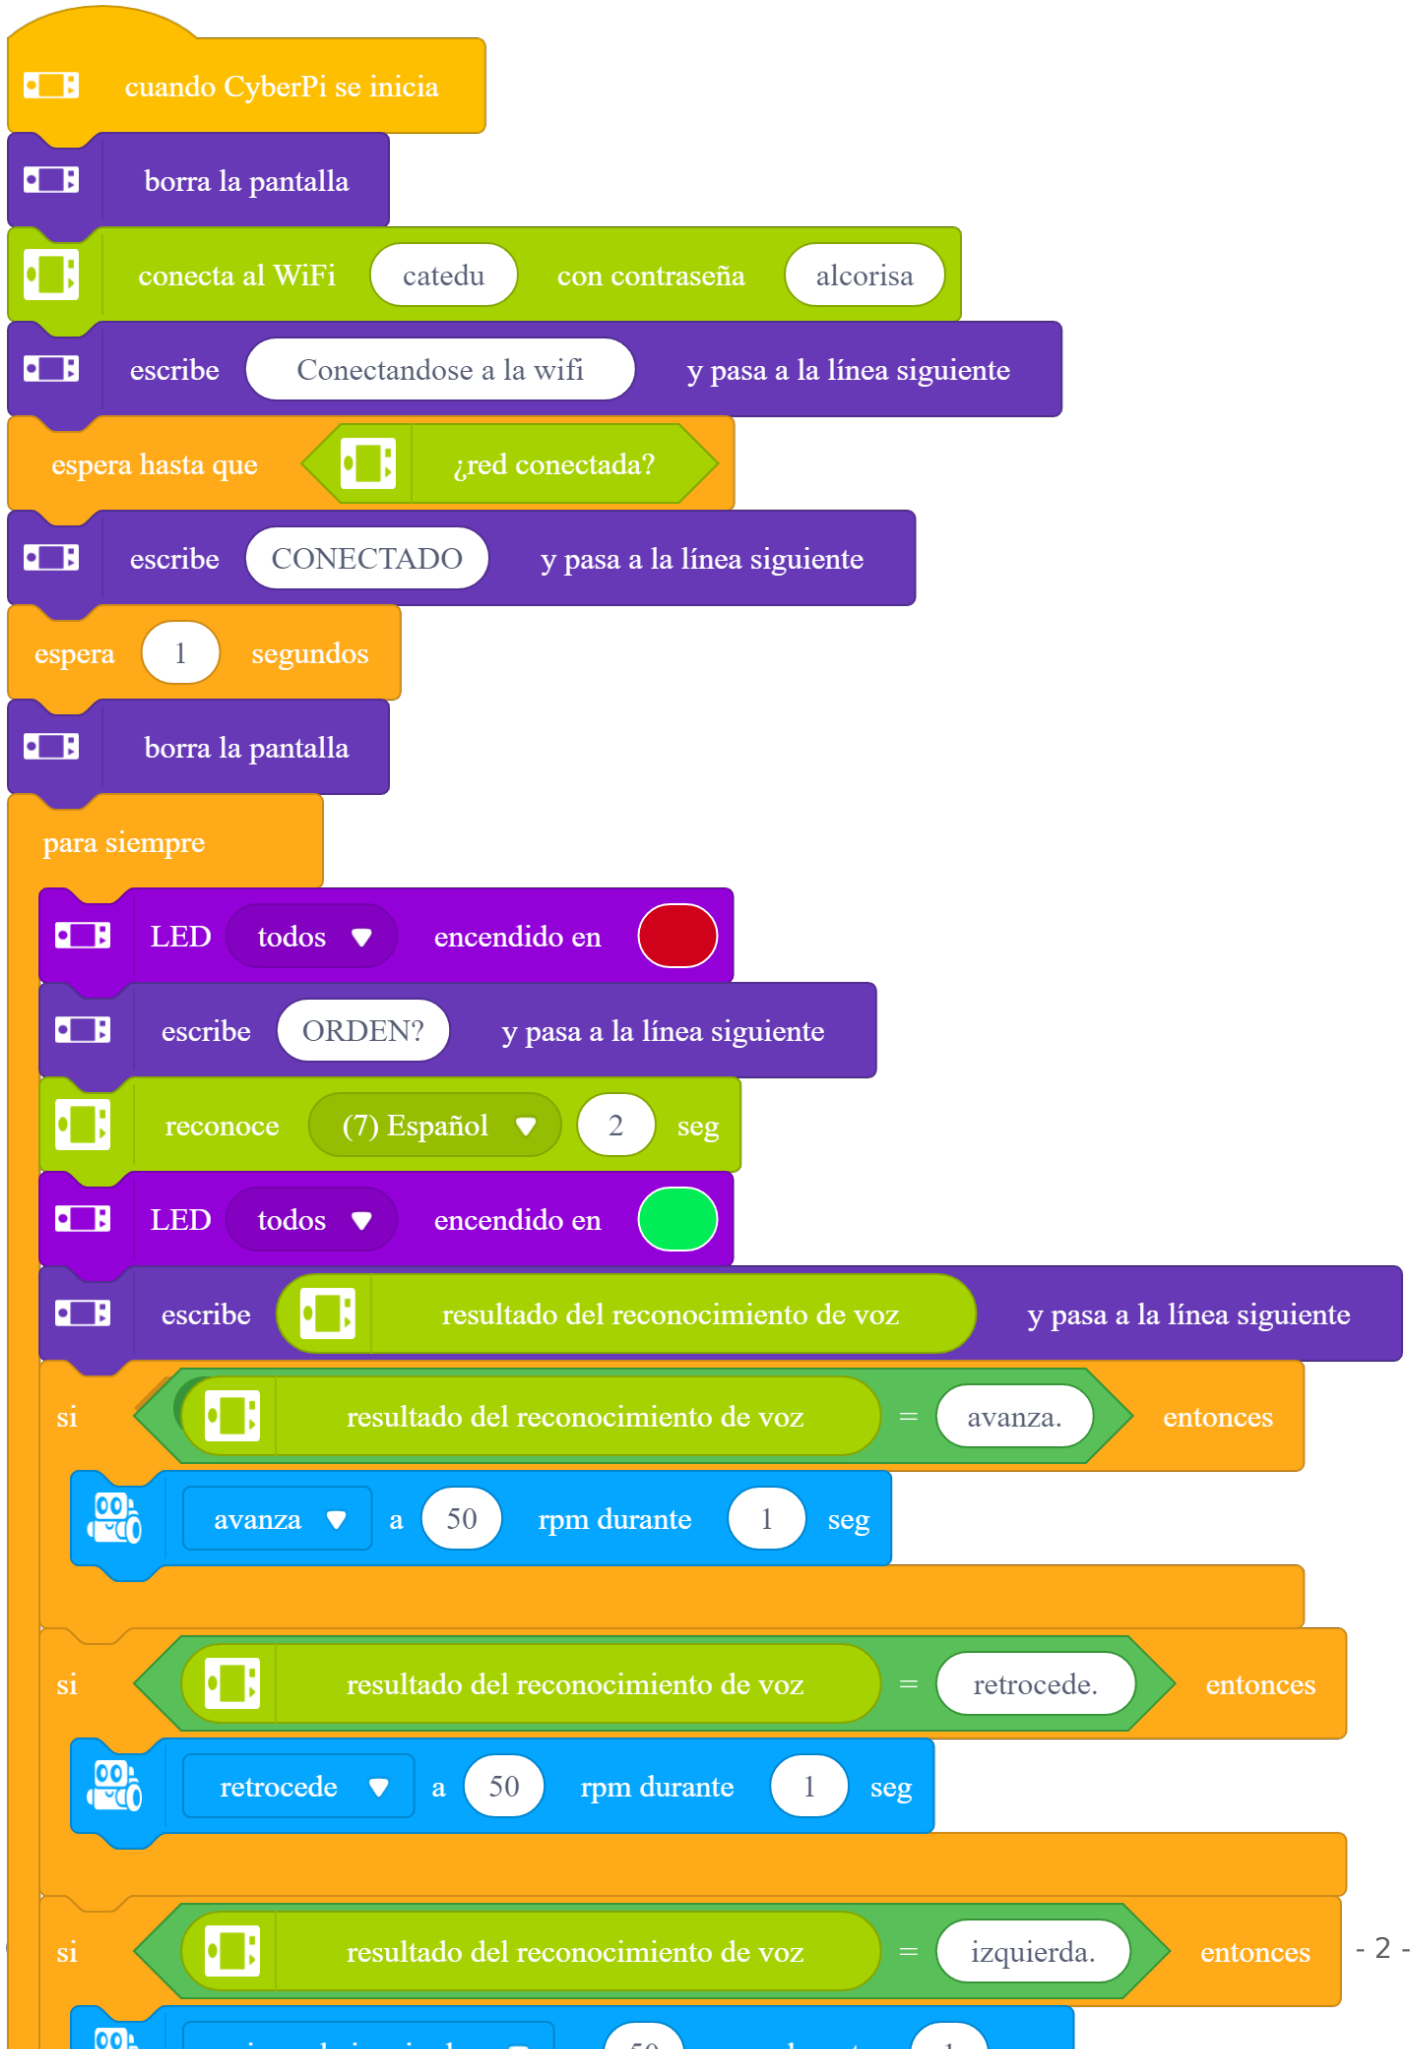 cuando CyberPi se inicia
borra la pantalla
conecta al WiFi catedu con contraseña alcorisa
escribe Conectandose a la wifi y pasa a la línea siguiente
espera hasta que ¿red conectada?
escribe CONECTADO y pasa a la línea siguiente
espera 1 segundos
borra la pantalla
para siempre
LED todos encendido en
escribe ORDEN? y pasa a la línea siguiente
reconoce (7) Español 2 seg
LED todos encendido en
escribe resultado del reconocimiento de voz y pasa a la línea siguiente
si resultado del reconocimiento de voz = avanza. entonces
avanza a 50 rpm durante 1 seg
si resultado del reconocimiento de voz = retrocede. entonces
retrocede a 50 rpm durante 1 seg
si resultado del reconocimiento de voz = izquierda. entonces
- 2 -
50 1